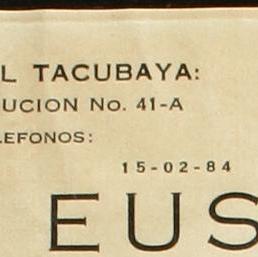 L TACUBAYA:
UCION No. 41-A
LEFONOS:
15-02-84
EUS